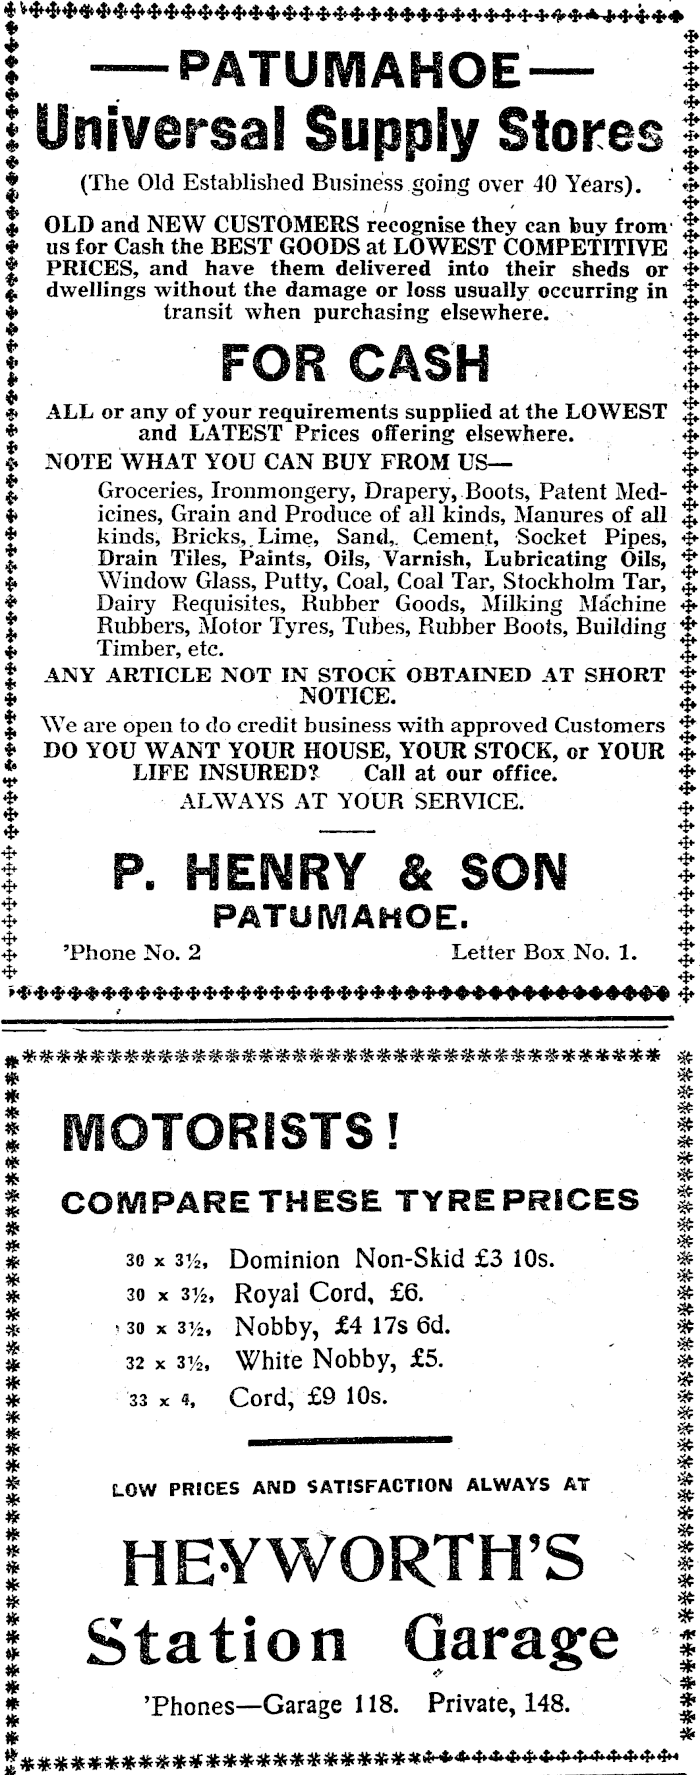 —PATUMAHOE—
Universal Supply Stores
(The Old Established Business going over 40 Years).
OLD and NEW CUSTOMERS recognise they can buy from
us for Cash the BEST GOODS at LOWEST COMPETITIVE
PRICES, and have them delivered into their sheds or
dwellings without the damage or loss usually occurring in
transit when purchasing elsewhere.
FOR CASH
ALL or any of your requirements supplied at the LOWEST
and LATEST Prices offering elsewhere.
NOTE WHAT YOU CAN BUY FROM US—
Groceries, Ironmongery, Drapery, Boots, Patent Med-
icines, Grain and Produce of all kinds, Manures of all
kinds, Bricks, Lime, Sand, Cement, Socket Pipes,
Drain Tiles, Paints, Oils, Varnish, Lubricating Oils,
Window Glass, Putty, Coal, Coal Tar, Stockholm Tar,
Dairy Requisites, Rubber Goods, Milking Machine
Rubbers, Motor Tyres, Tubes, Rubber Boots, Building
Timber, etc.
ANY ARTICLE NOT IN STOCK OBTAINED AT SHORT
NOTICE.
We are open to do credit business with approved Customers
DO YOU WANT YOUR HOUSE, YOUR STOCK, or YOUR
LIFE INSURED? Call at our office.
ALWAYS AT YOUR SERVICE.
P. HENRY & SON
PATUMAHOE.
'Phone No. 2 Letter Box No. 1.
MOTORISTS!
COMPARE THESE TYRE PRICES
30 x 3½, Dominion Non-Skid £3 10s.
30 x 3½, Royal Cord, £6.
30 x 3½, Nobby, £4 17s 6d.
32 x 3½, White Nobby, £5.
33 x 4, Cord, £9 10s.
LOW PRICES AND SATISFACTION ALWAYS AT
HEYWORTH'S
Station Garage
'Phones—Garage 118. Private, 148.